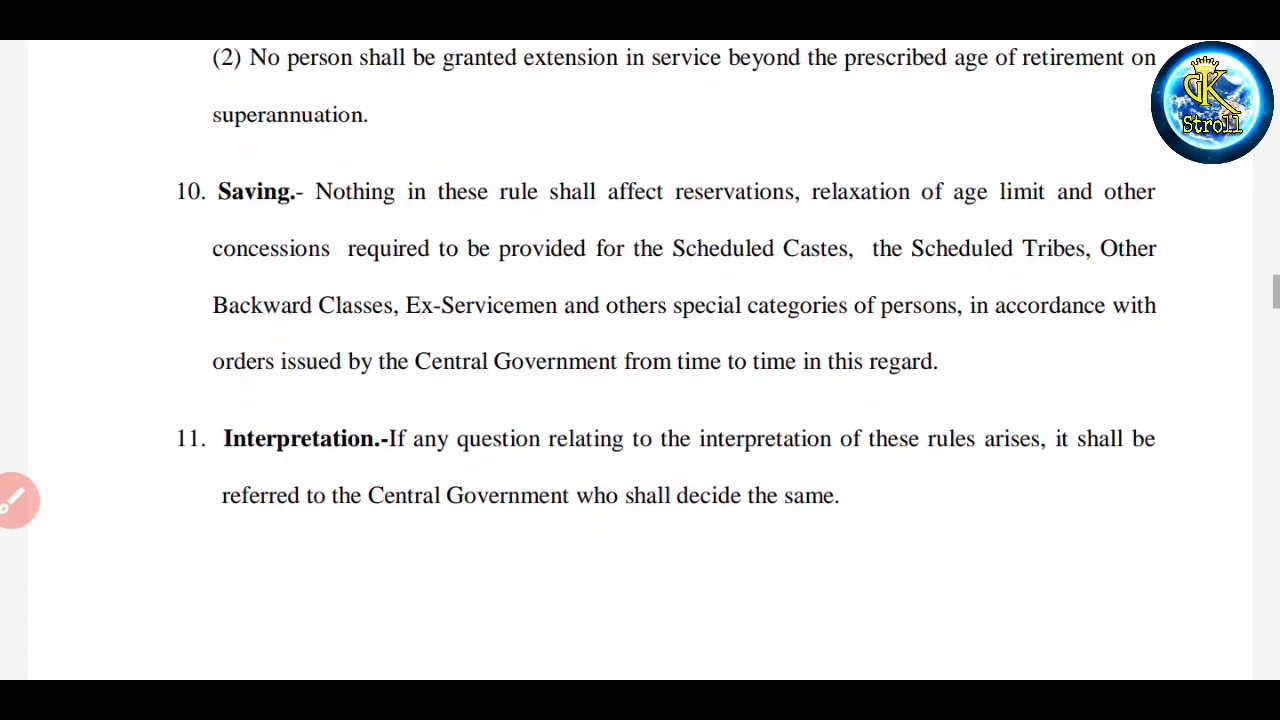 (2) No person shall be granted extension in service beyond the prescribed age of retirement on
superannuation.
10. Saving.- Nothing in these rule shall affect reservations, relaxation of age limit and other
concessions required to be provided for the Scheduled Castes, the Scheduled Tribes, Other
Backward Classes, Ex-Servicemen and others special categories of persons, in accordance with
orders issued by the Central Government from time to time in this regard.
11. Interpretation.-If any question relating to the interpretation of these rules arises, it shall be
referred to the Central Government who shall decide the same.
GK
Stroll